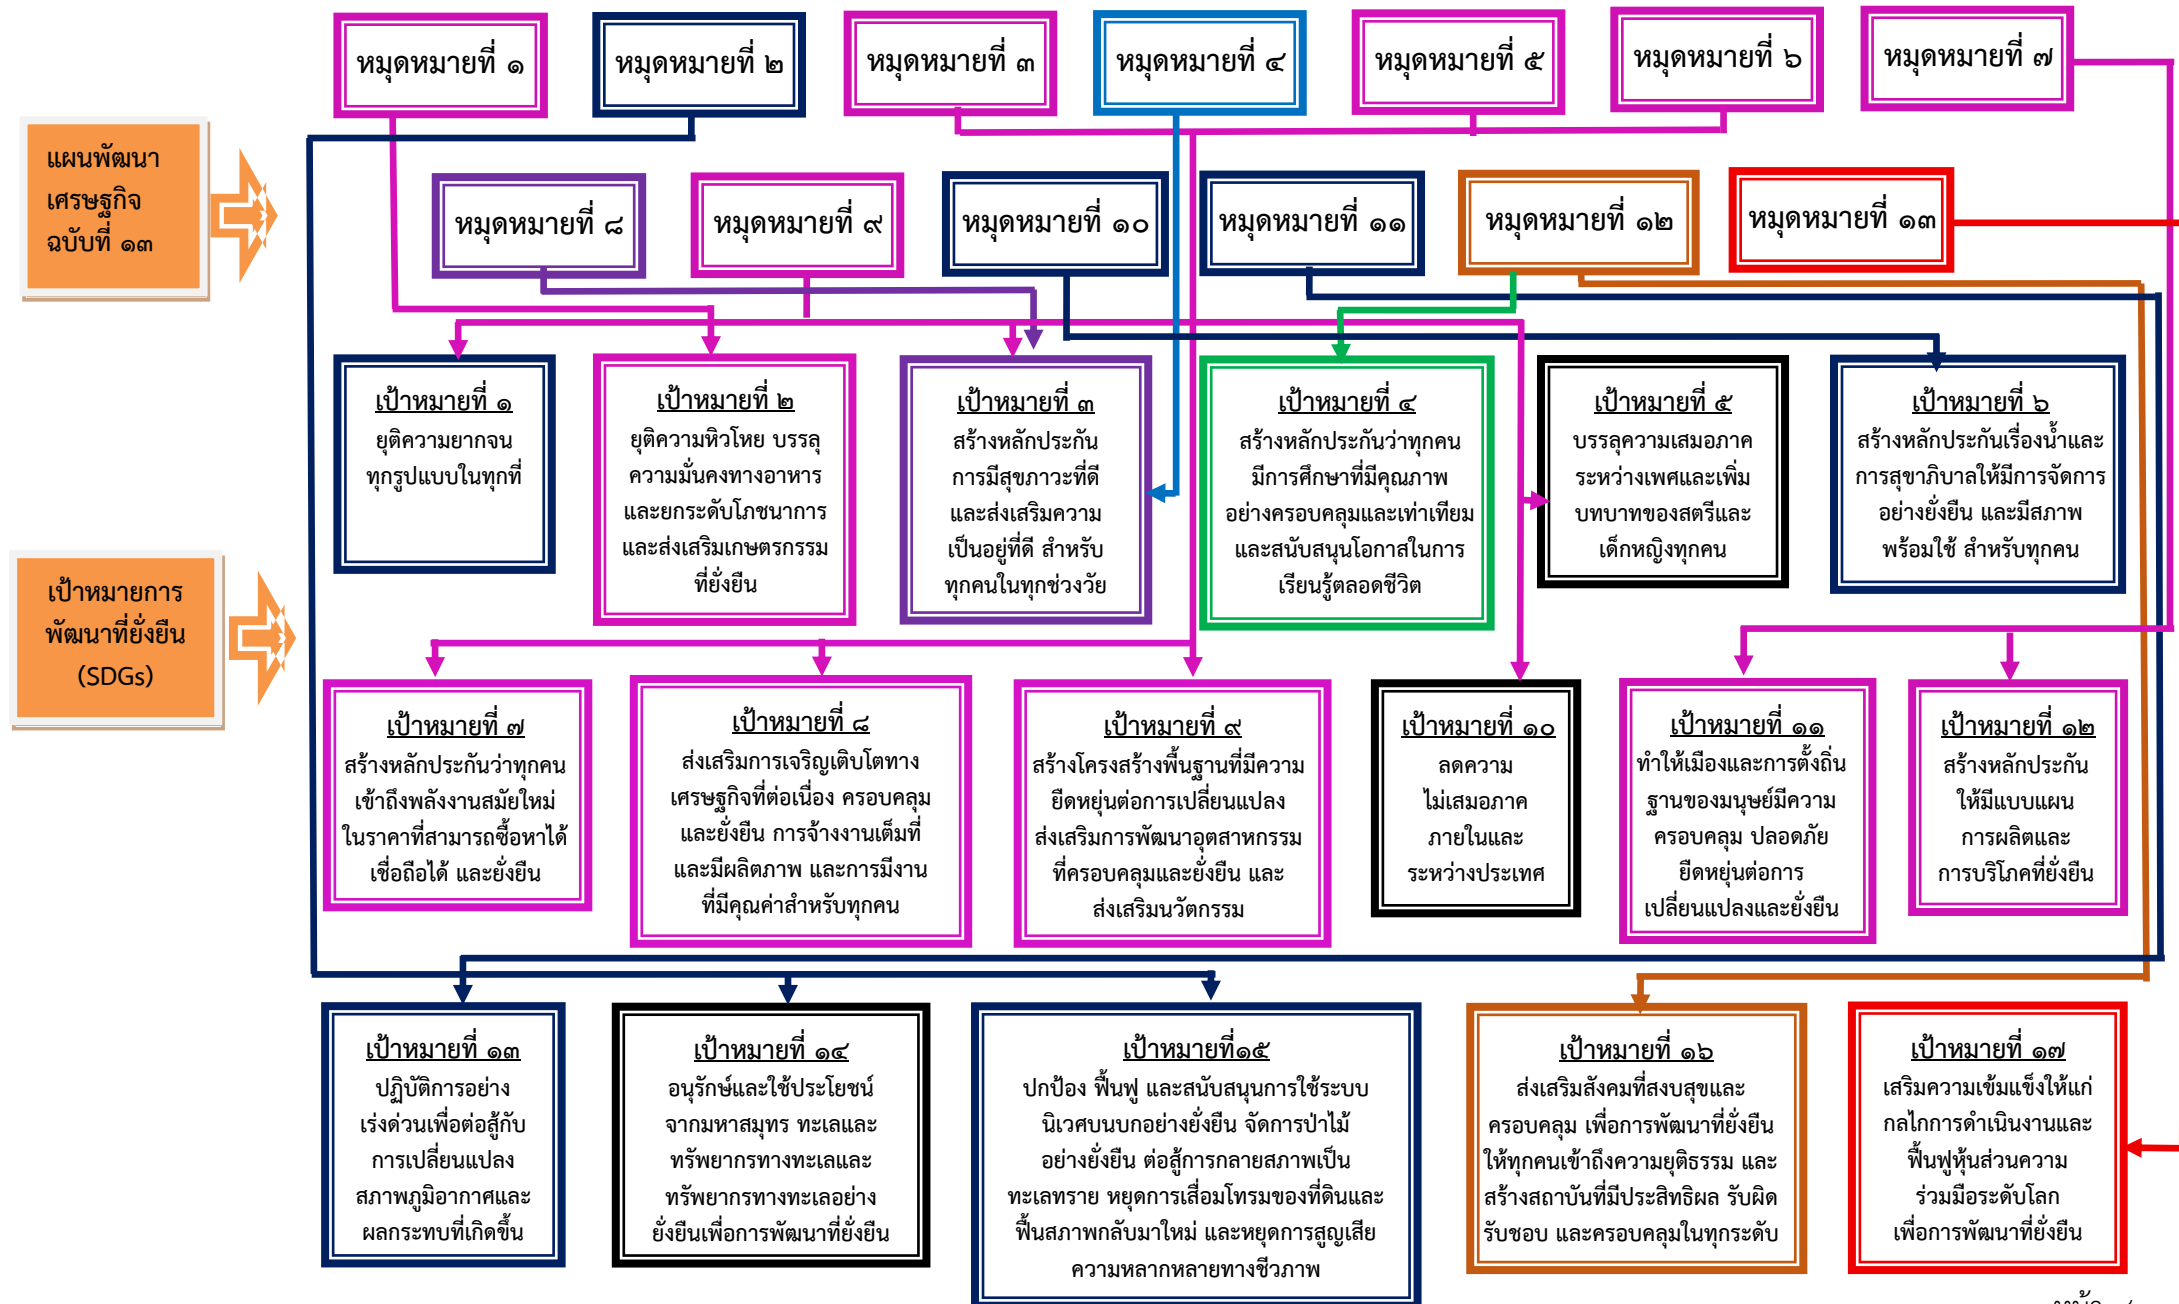 หมุดหมายที่ ๑
หมุดหมายที่ ๒
หมุดหมายที่ ๓
หมุดหมายที่ ๔
หมุดหมายที่ ๕
หมุดหมายที่ ๖
หมุดหมายที่ ๗
แผนพัฒนา
เศรษฐกิจ
ฉบับที่ ๑๓
หมุดหมายที่ ๘
หมุดหมายที่ ๙
หมุดหมายที่ ๑๐
หมุดหมายที่ ๑๑
หมุดหมายที่ ๑๒
หมุดหมายที่ ๑๓
เป้าหมายการ
พัฒนาที่ยั่งยืน
(SDGs)
เป้าหมายที่ ๑
ยุติความยากจน
ทุกรูปแบบในทุกที่
เป้าหมายที่ ๒
ยุติความหิวโหย บรรลุ
ความมั่นคงทางอาหาร
และยกระดับโภชนาการ
และส่งเสริมเกษตรกรรม
ที่ยั่งยืน
เป้าหมายที่ ๓
สร้างหลักประกัน
การมีสุขภาวะที่ดี
และส่งเสริมความ
เป็นอยู่ที่ดี สำหรับ
ทุกคนในทุกช่วงวัย
เป้าหมายที่ ๔
สร้างหลักประกันว่าทุกคน
มีการศึกษาที่มีคุณภาพ
อย่างครอบคลุมและเท่าเทียม
และสนับสนุนโอกาสในการ
เรียนรู้ตลอดชีวิต
เป้าหมายที่ ๕
บรรลุความเสมอภาค
ระหว่างเพศและเพิ่ม
บทบาทของสตรีและ
เด็กหญิงทุกคน
เป้าหมายที่ ๖
สร้างหลักประกันเรื่องน้ำและ
การสุขาภิบาลให้มีการจัดการ
อย่างยั่งยืน และมีสภาพ
พร้อมใช้ สำหรับทุกคน
เป้าหมายที่ ๗
สร้างหลักประกันว่าทุกคน
เข้าถึงพลังงานสมัยใหม่
ในราคาที่สามารถซื้อหาได้
เชื่อถือได้ และยั่งยืน
เป้าหมายที่ ๘
ส่งเสริมการเจริญเติบโตทาง
เศรษฐกิจที่ต่อเนื่อง ครอบคลุม
และยั่งยืน การจ้างงานเต็มที่
และมีผลิตภาพ และการมีงาน
ที่มีคุณค่าสำหรับทุกคน
เป้าหมายที่ ๙
สร้างโครงสร้างพื้นฐานที่มีความ
ยืดหยุ่นต่อการเปลี่ยนแปลง
ส่งเสริมการพัฒนาอุตสาหกรรม
ที่ครอบคลุมและยั่งยืน และ
ส่งเสริมนวัตกรรม
เป้าหมายที่ ๑๐
ลดความ
ไม่เสมอภาค
ภายในและ
ระหว่างประเทศ
เป้าหมายที่ ๑๑
ทำให้เมืองและการตั้งถิ่น
ฐานของมนุษย์มีความ
ครอบคลุม ปลอดภัย
ยืดหยุ่นต่อการ
เปลี่ยนแปลงและยั่งยืน
เป้าหมายที่ ๑๒
สร้างหลักประกัน
ให้มีแบบแผน
การผลิตและ
การบริโภคที่ยั่งยืน
เป้าหมายที่ ๑๓
ปฏิบัติการอย่าง
เร่งด่วนเพื่อต่อสู้กับ
การเปลี่ยนแปลง
สภาพภูมิอากาศและ
ผลกระทบที่เกิดขึ้น
เป้าหมายที่ ๑๔
อนุรักษ์และใช้ประโยชน์
จากมหาสมุทร ทะเลและ
ทรัพยากรทางทะเลและ
ทรัพยากรทางทะเลอย่าง
ยั่งยืนเพื่อการพัฒนาที่ยั่งยืน
เป้าหมายที่๑๕
ปกป้อง ฟื้นฟู และสนับสนุนการใช้ระบบ
นิเวศบนบกอย่างยั่งยืน จัดการป่าไม้
อย่างยั่งยืน ต่อสู้การกลายสภาพเป็น
ทะเลทราย หยุดการเสื่อมโทรมของที่ดินและ
ฟื้นสภาพกลับมาใหม่ และหยุดการสูญเสีย
ความหลากหลายทางชีวภาพ
เป้าหมายที่ ๑๖
ส่งเสริมสังคมที่สงบสุขและ
ครอบคลุม เพื่อการพัฒนาที่ยั่งยืน
ให้ทุกคนเข้าถึงความยุติธรรม และ
สร้างสถาบันที่มีประสิทธิผล รับผิด
รับชอบ และครอบคลุมในทุกระดับ
เป้าหมายที่ ๑๗
เสริมความเข้มแข็งให้แก่
กลไกการดำเนินงานและ
ฟื้นฟูหุ้นส่วนความ
ร่วมมือระดับโลก
เพื่อการพัฒนาที่ยั่งยืน